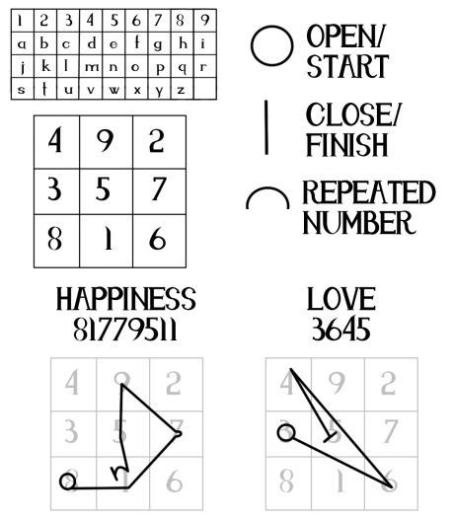 1 2 3 4 5 6 7 8 9
a b c d e f g h i
j k l m n o p q r
s t u v w x y z
OPEN/
START
CLOSE/
FINISH
REPEATED
NUMBER
4 9 2
3 5 7
8 1 6
HAPPINESS
81779511
LOVE
3645
4 9 2
3 5 7
8 1 6
4 9 2
3 5 7
8 1 6